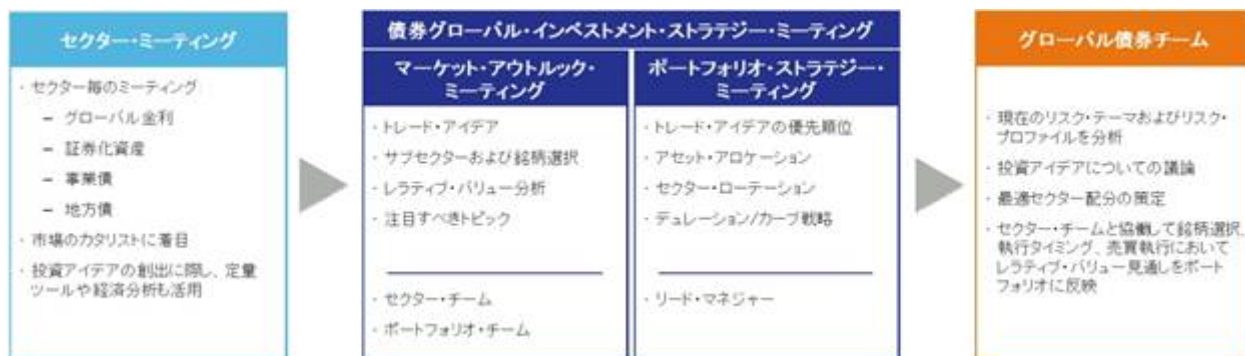 セクター・ミーティング
・セクター毎のミーティング
－ グローバル金利
－ 証券化資産
－ 事業債
－ 地方債
・市場のカタリストに着目
・投資アイデアの創出に際し、定量
ツールや経済分析も活用
債券グローバル・インベストメント・ストラテジー・ミーティング
マーケット・アウトルック・
ミーティング
・トレード・アイデア
・サブセクターおよび銘柄選択
・レラティブ・バリュー分析
・注目すべきトピック
・セクター・チーム
・ポートフォリオ・チーム
ポートフォリオ・ストラテジー・
ミーティング
・トレード・アイデアの優先順位
・アセット・アロケーション
・セクター・ローテーション
・デュレーション/カーブ戦略
・リード・マネジャー
グローバル債券チーム
・現在のリスク・テーマおよびリスク・
プロファイルを分析
・投資アイデアについての議論
・最適セクター配分の策定
・セクター・チームと協働して銘柄選択、
執行タイミング、売買執行において
レラティブ・バリュー見通しをポート
フォリオに反映